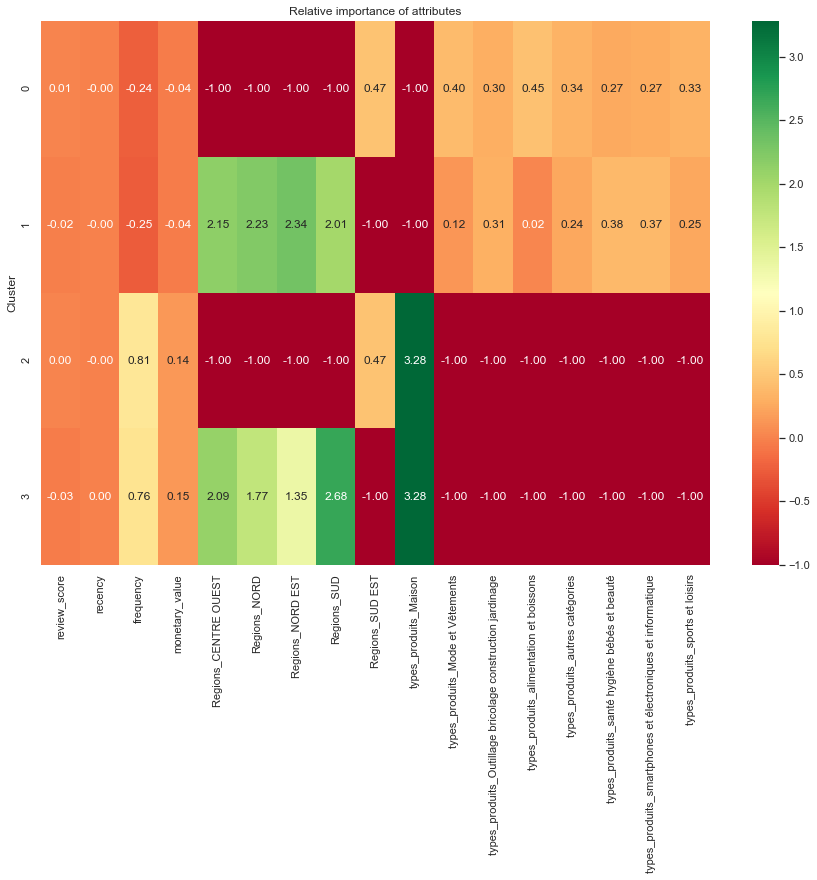 Relative importance of attributes
Cluster
0
0.01 -0.00 -0.24 -0.04 -1.00 -1.00 -1.00 -1.00 0.47 -1.00 0.40 0.30 0.45 0.34 0.27 0.27 0.33
1
-0.02 -0.00 -0.25 -0.04 2.15 2.23 2.34 2.01 -1.00 -1.00 0.12 0.31 0.02 0.24 0.38 0.37 0.25
2
0.00 -0.00 0.81 0.14 -1.00 -1.00 -1.00 -1.00 0.47 3.28 -1.00 -1.00 -1.00 -1.00 -1.00 -1.00 -1.00
3
-0.03 0.00 0.76 0.15 2.09 1.77 1.35 2.68 -1.00 3.28 -1.00 -1.00 -1.00 -1.00 -1.00 -1.00 -1.00
review_score
recency
frequency
monetary_value
Regions_CENTRE OUEST
Regions_NORD
Regions_NORD EST
Regions_SUD
Regions_SUD EST
types_produits_Maison
types_produits_Mode et Vêtements
types_produits_Outillage bricolage construction jardinage
types_produits_alimentation et boissons
types_produits_autres catégories
types_produits_santé hygiène bébés et beauté
types_produits_smartphones et électroniques et informatique
types_produits_sports et loisirs
3.0
2.5
2.0
1.5
1.0
0.5
0.0
−0.5
−1.0